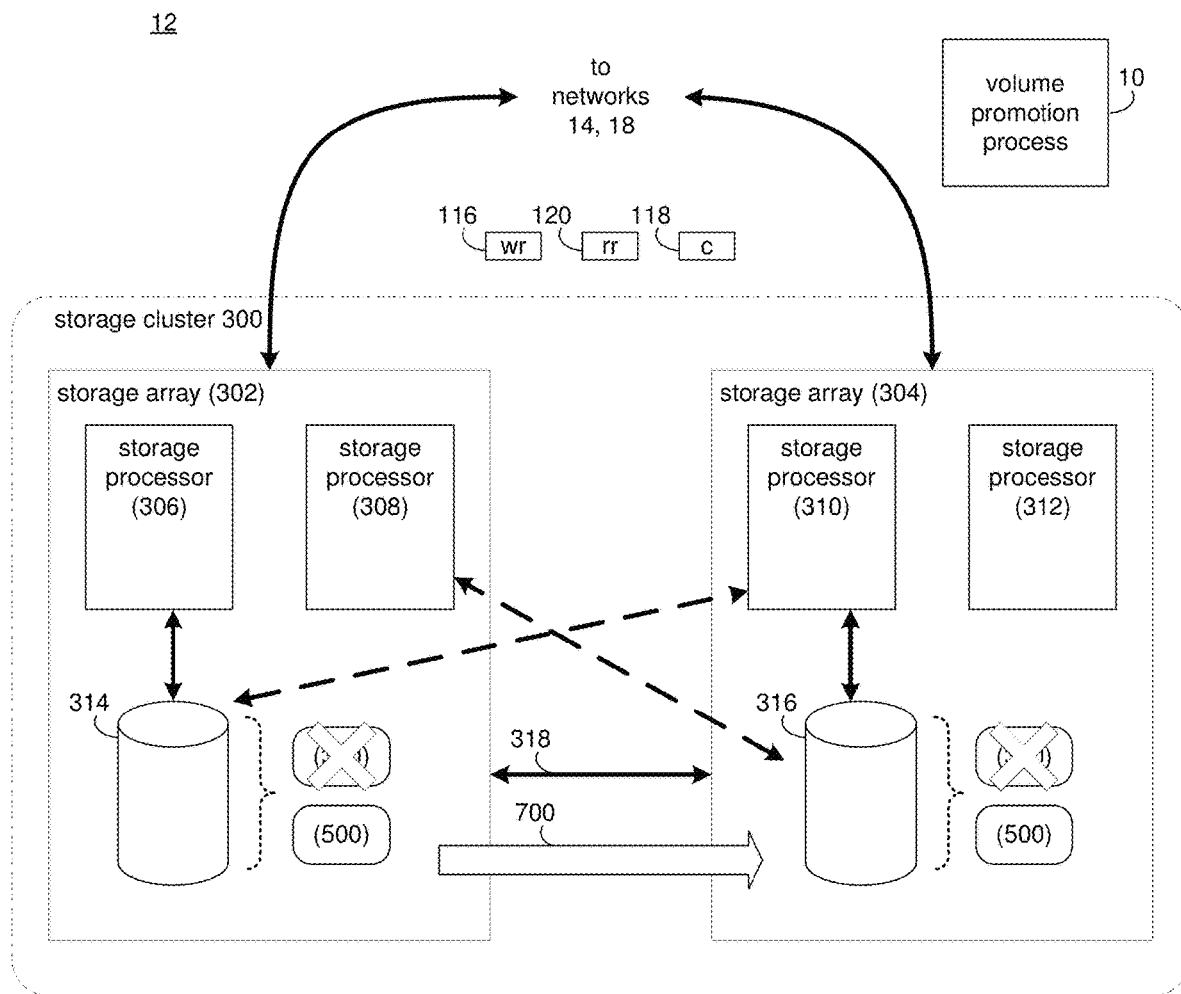 12
to
networks
14, 18
volume
promotion
process
10
116
wr
120
rr
118
c
storage cluster 300
storage array (302)
storage
processor
(306)
storage
processor
(308)
storage array (304)
storage
processor
(310)
storage
processor
(312)
314
(500)
318
700
316
(500)